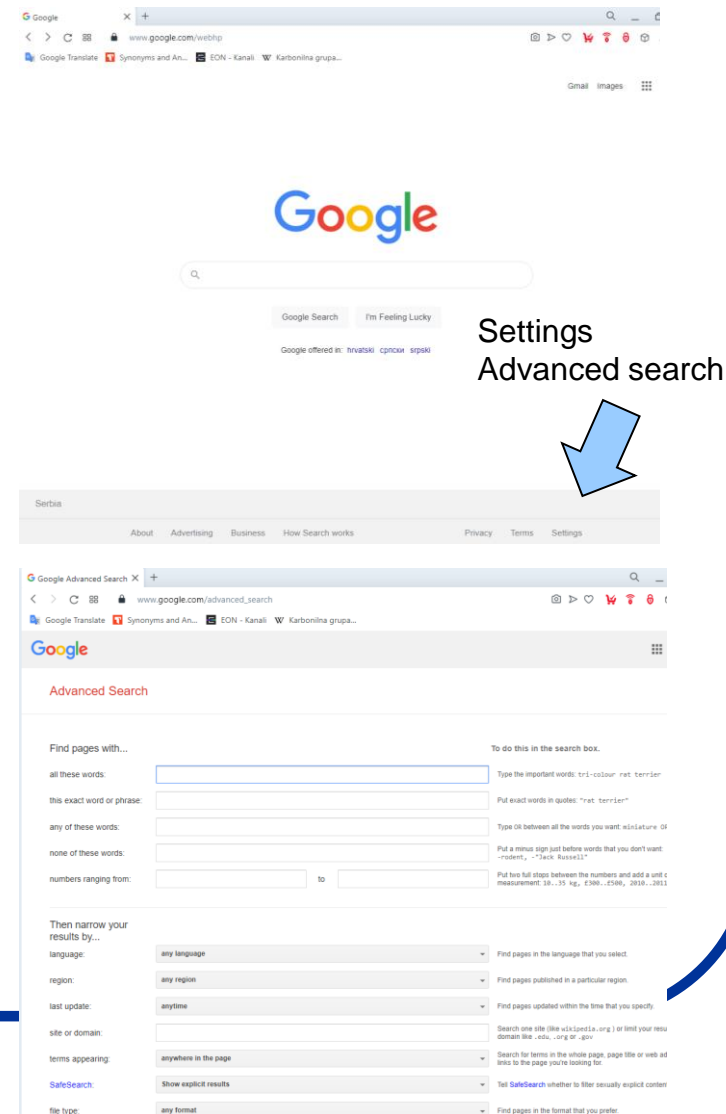 Google
www.google.com/webhp
Google Translate Synonyms and An... EON - Kanali Karbonilna grupa...
Gmail Images
Google
Google Search I'm Feeling Lucky
Google offered in: hrvatski српски srpski
Settings
Advanced search
Serbia
About Advertising Business How Search works Privacy Terms Settings
Google Advanced Search
www.google.com/advanced_search
Google Translate Synonyms and An... EON - Kanali Karbonilna grupa...
Google
Advanced Search
Find pages with... To do this in the search box.
all these words: Type the important words: tri-colour rat terrier
this exact word or phrase: Put exact words in quotes: "rat terrier"
any of these words: Type OR between all the words you want: miniature OR
none of these words: Put a minus sign just before words that you don't want:
-rodent, -"Jack Russell"
numbers ranging from: to Put two full stops between the numbers and add a unit o
measurement: 10..35 kg, £300..£500, 2010..2011
Then narrow your
results by...
language: any language Find pages in the language that you select.
region: any region Find pages published in a particular region.
last update: anytime Find pages updated within the time that you specify.
site or domain: Search one site (like wikipedia.org ) or limit your resu
domain like .edu, .org or .gov
terms appearing: anywhere in the page Search for terms in the whole page, page title or web ad
links to the page you're looking for.
SafeSearch: Show explicit results Tell SafeSearch whether to filter sexually explicit content
file type: any format Find pages in the format that you prefer.